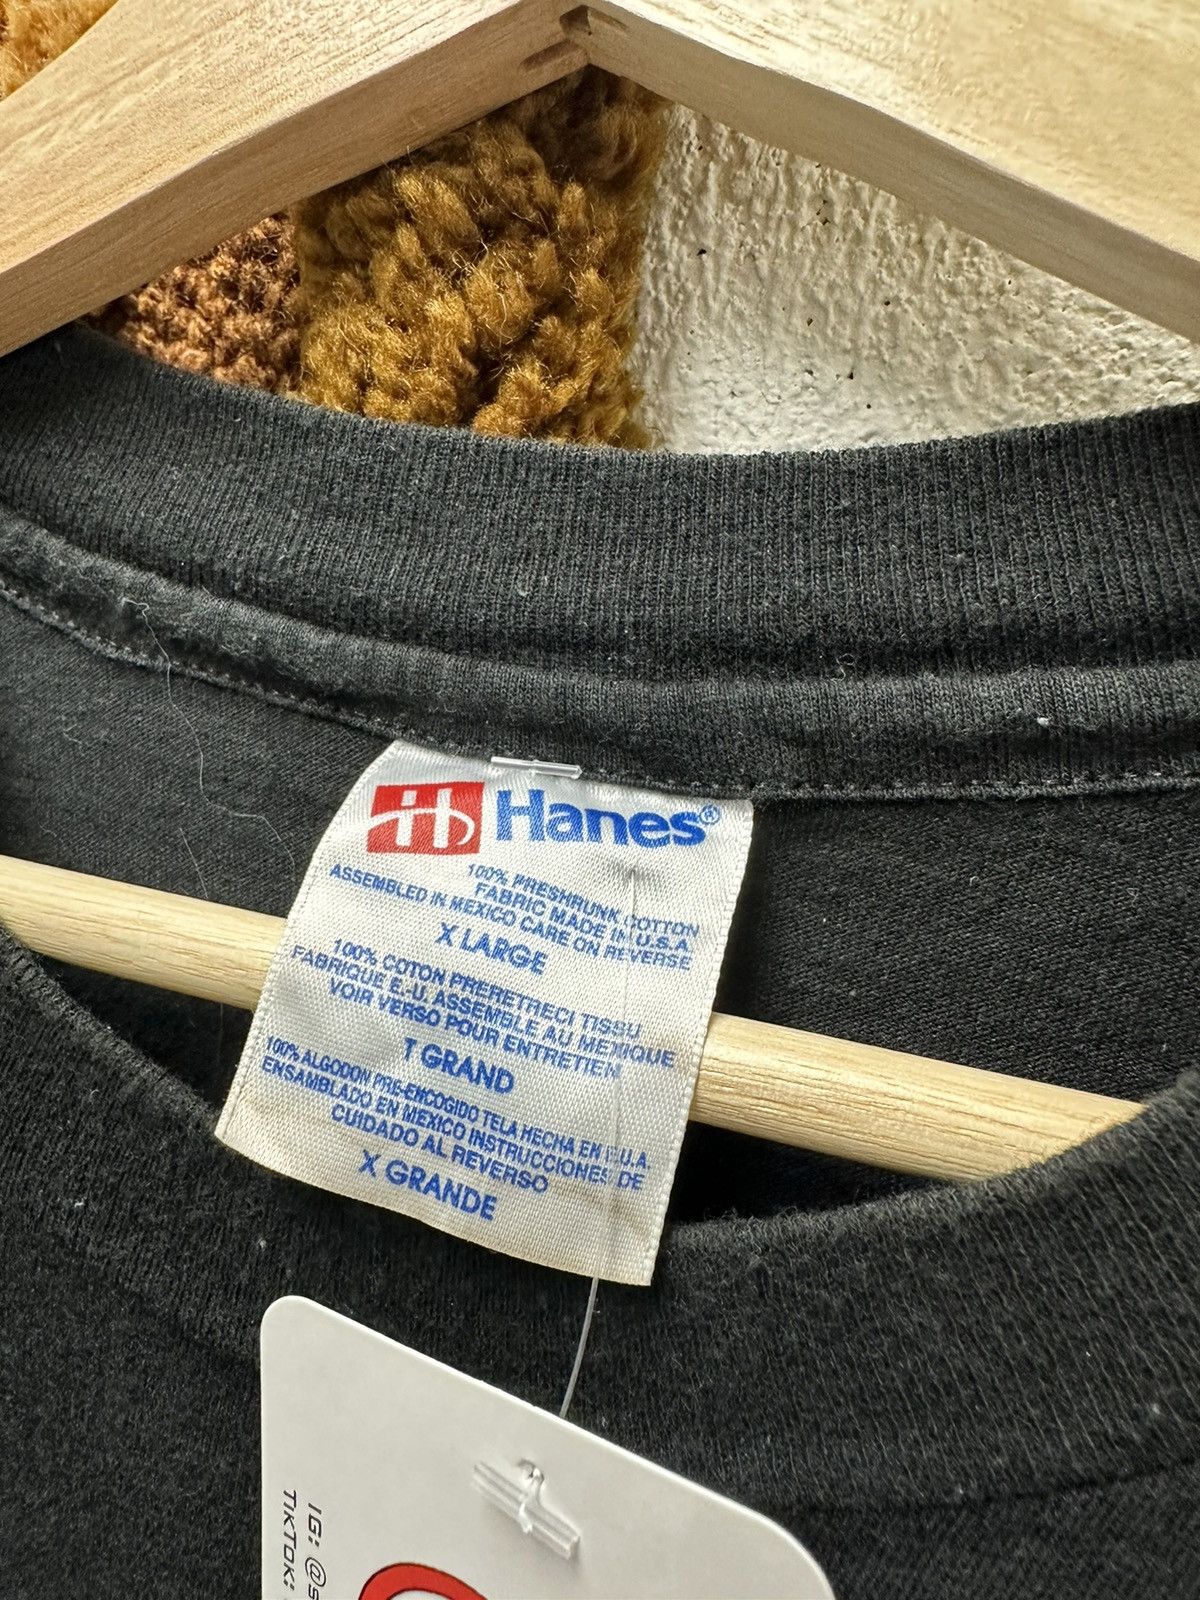 Hanes®
100% PRESHRUNK COTTON
FABRIC MADE IN U.S.A.
ASSEMBLED IN MEXICO CARE ON REVERSE
X LARGE
100% COTON PRERETRECI TISSU
FABRIQUE E.-U. ASSEMBLE AU MEXIQUE
VOIR VERSO POUR ENTRETIEN
T GRAND
100% ALGODON PRE-ENCOGIDO TELA HECHA EN E.U.A.
ENSAMBLADO EN MEXICO INSTRUCCIONES DE
CUIDADO AL REVERSO
X GRANDE
IG: @S
TIKTOK: